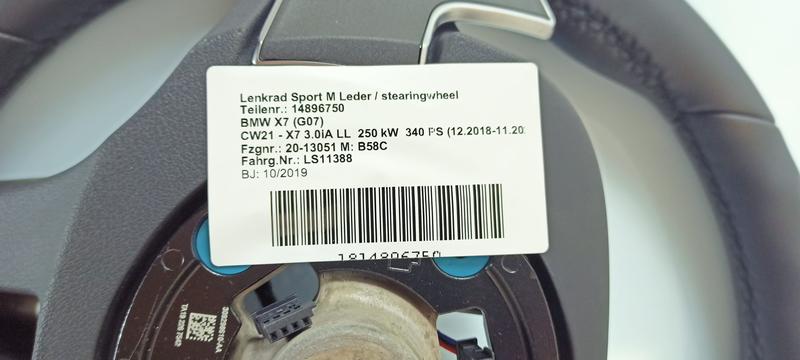 Lenkrad Sport M Leder / stearingwheel
Teilenr.: 14896750
BMW X7 (G07)
CW21 - X7 3.0iA LL 250 kW 340 PS (12.2018-11.20
Fzgnr.: 20-13051 M: B58C
Fahrg.Nr.: LS11388
BJ: 10/2019
1814896750